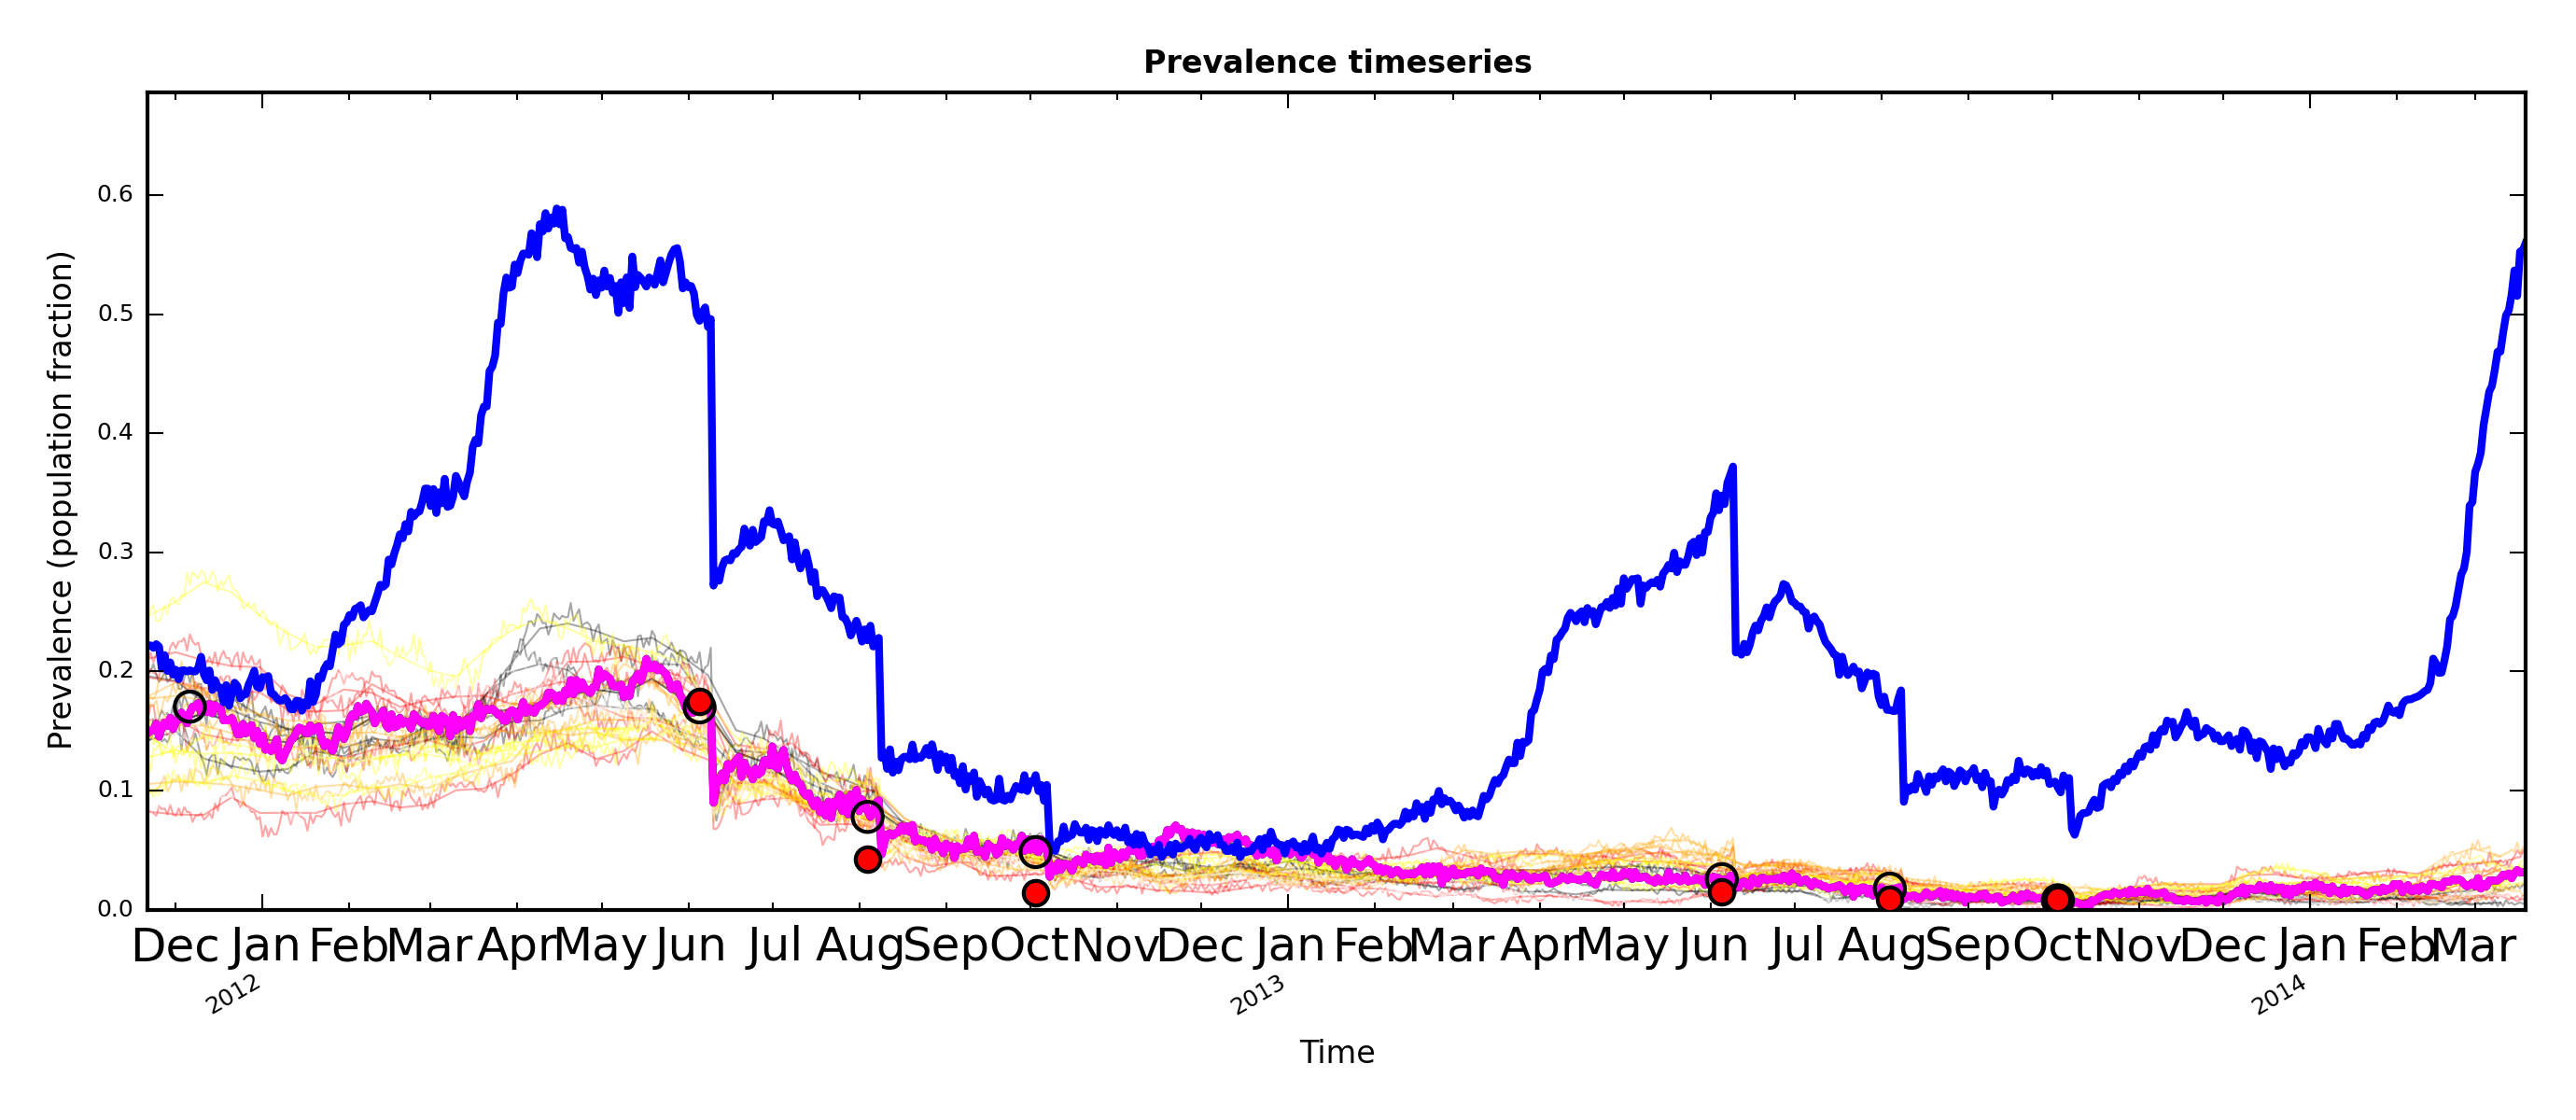 Prevalence timeseries
Prevalence (population fraction)
0.6
0.5
0.4
0.3
0.2
0.1
0.0
Dec Jan Feb Mar Apr May Jun Jul Aug Sep Oct Nov Dec Jan Feb Mar Apr May Jun Jul Aug Sep Oct Nov Dec Jan Feb Mar
2012 2013 2014
Time